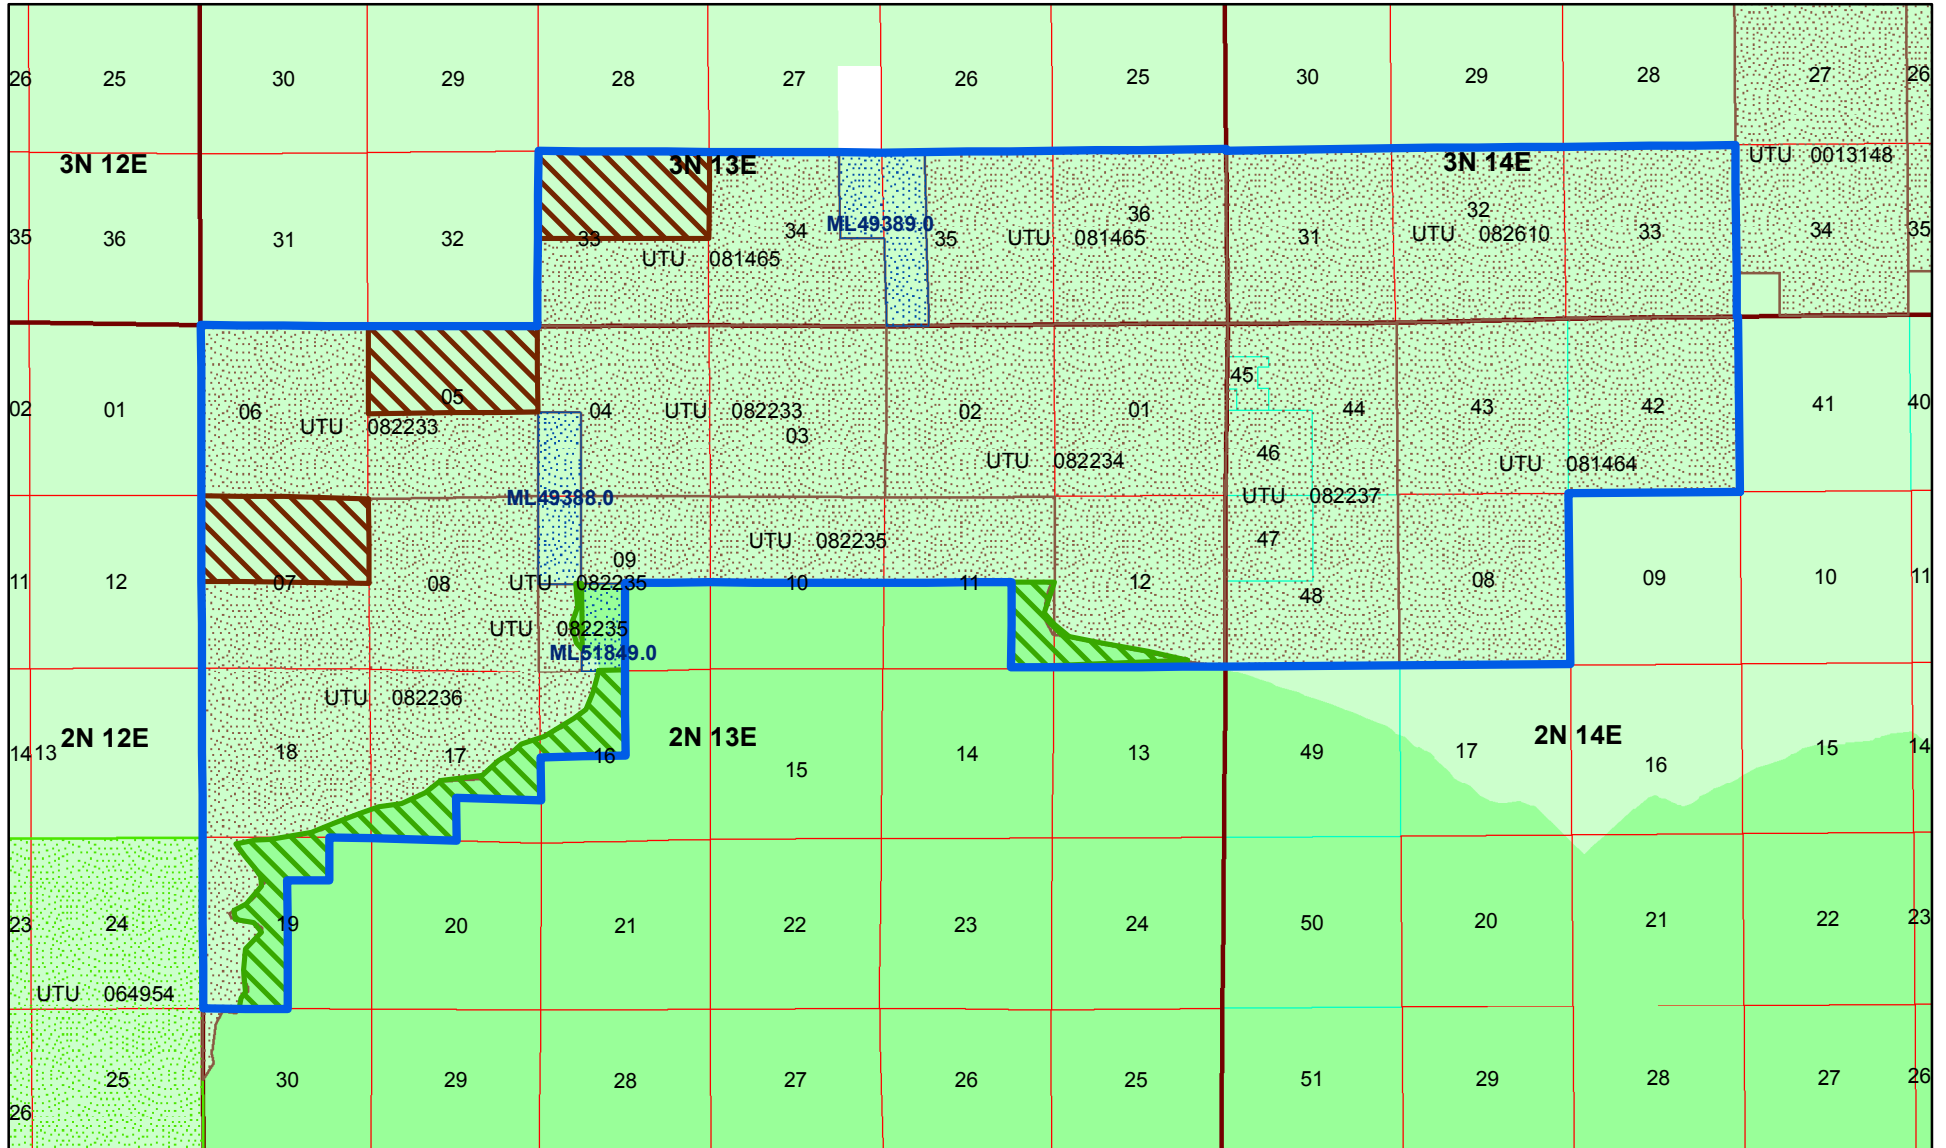 26 25 30 29 28 27 26 25 30 29 28 27 26
3N 12E 3N 13E 3N 14E UTU 0013148
35 36 31 32 33 34 ML49389.0 35 36 31 32 33 34 35
UTU 081465 UTU 081465 UTU 082610
02 01 06 05 04 UTU 082233 03 02 01 45 44 43 42 41 40
UTU 082233 UTU 082234 46 UTU 081464
ML49388.0 UTU 082237
UTU 082235 47
11 12 07 08 09 10 11 12 48 08 09 10 11
UTU 082235
UTU 082235
ML51849.0
UTU 082236
2N 12E 2N 13E 2N 14E
14 13 18 17 16 15 14 13 49 17 16 15 14
23 24 19 20 21 22 23 24 50 20 21 22 23
UTU 064954
25 30 29 28 27 26 25 51 29 28 27 26
26